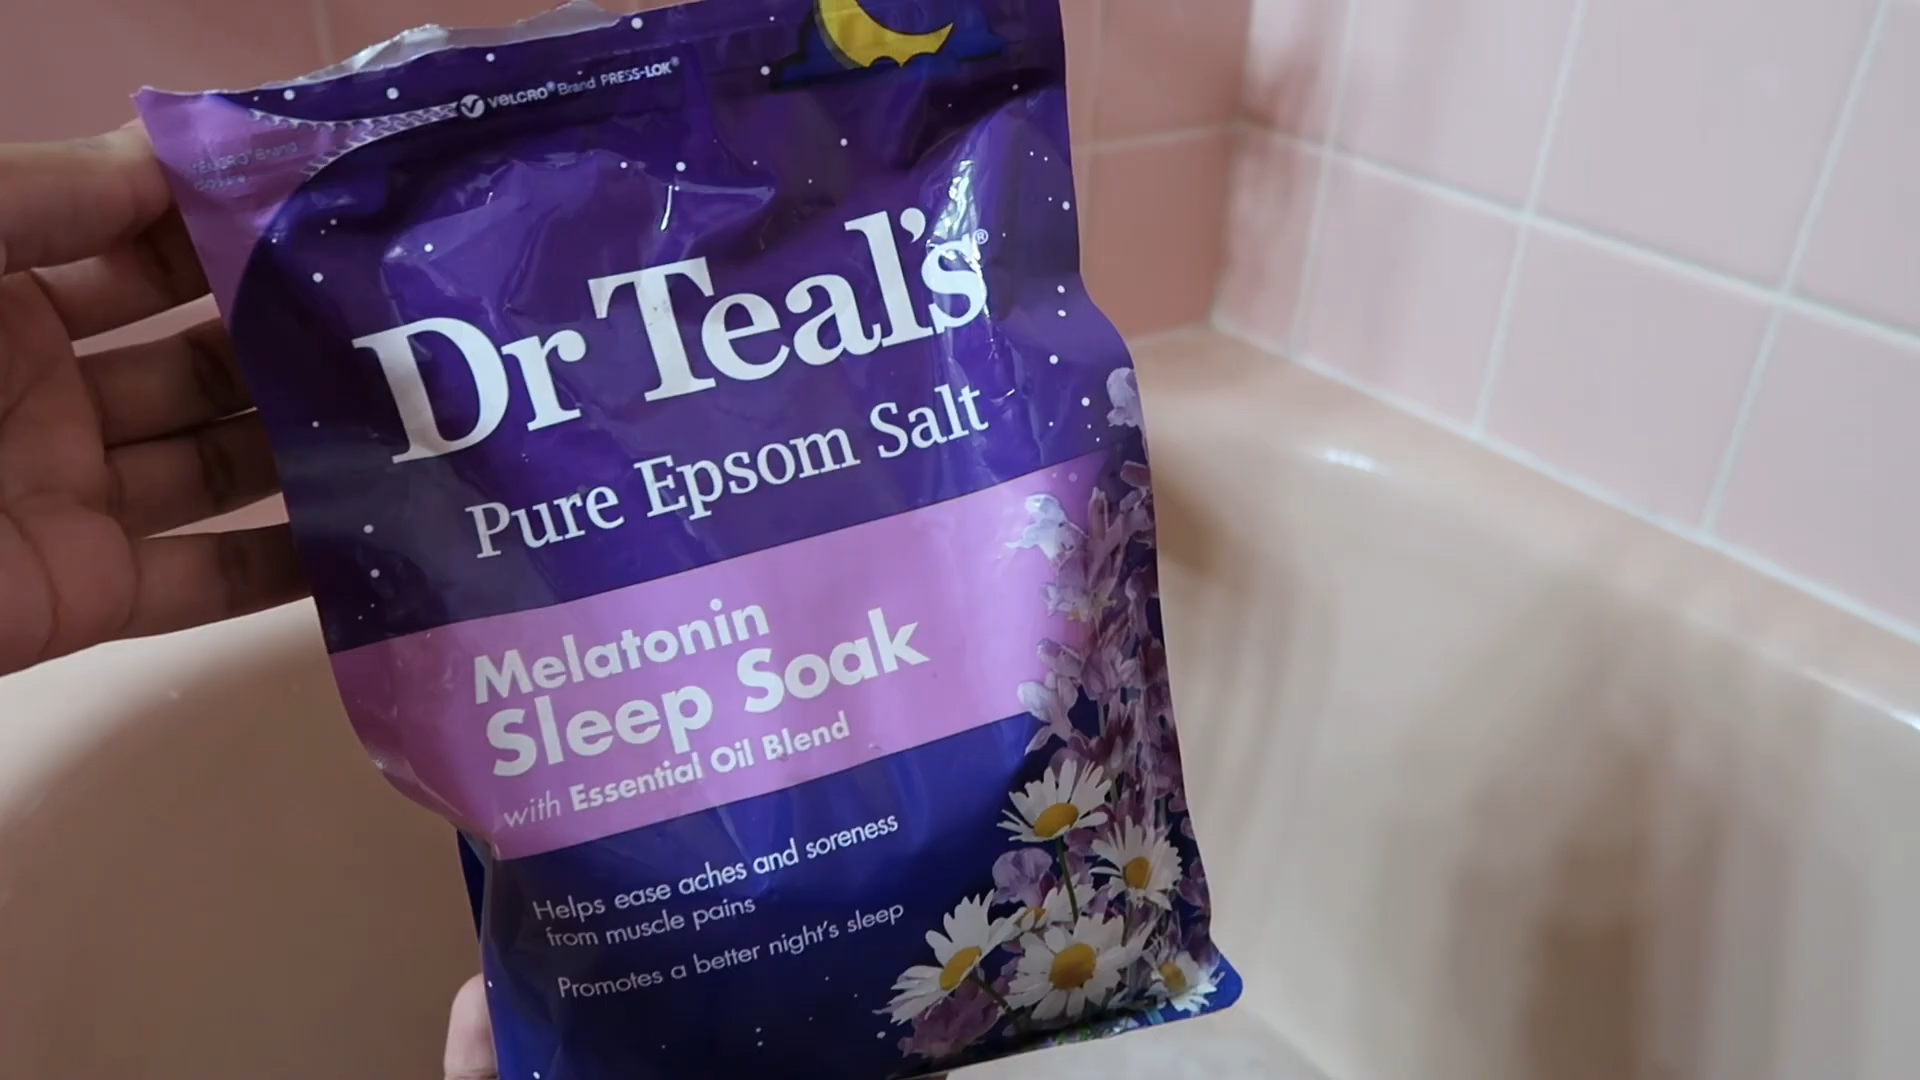 VELCRO® Brand PRESS-LOK®
Dr Teal's®
Pure Epsom Salt
Melatonin
Sleep Soak
with Essential Oil Blend
Helps ease aches and soreness
from muscle pains
Promotes a better night's sleep